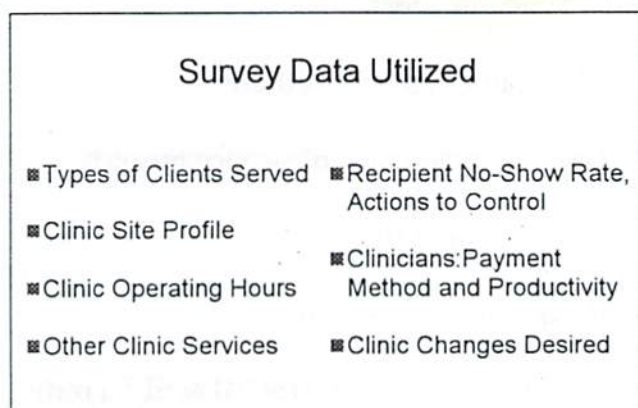 Survey Data Utilized
Types of Clients Served
Clinic Site Profile
Clinic Operating Hours
Other Clinic Services
Recipient No-Show Rate,
Actions to Control
Clinicians:Payment
Method and Productivity
Clinic Changes Desired